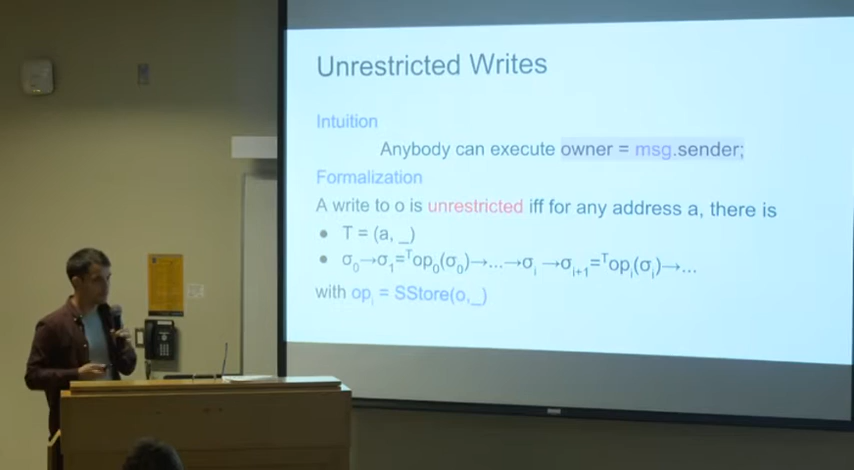 Unrestricted Writes
Intuition
Anybody can execute owner = msg.sender;
Formalization
A write to o is unrestricted iff for any address a, there is
● T = (a, _)
● σ₀→σ₁=ᵀop₀(σ₀)→...→σᵢ →σᵢ₊₁=ᵀopᵢ(σᵢ)→...
with opᵢ = SStore(o,_)